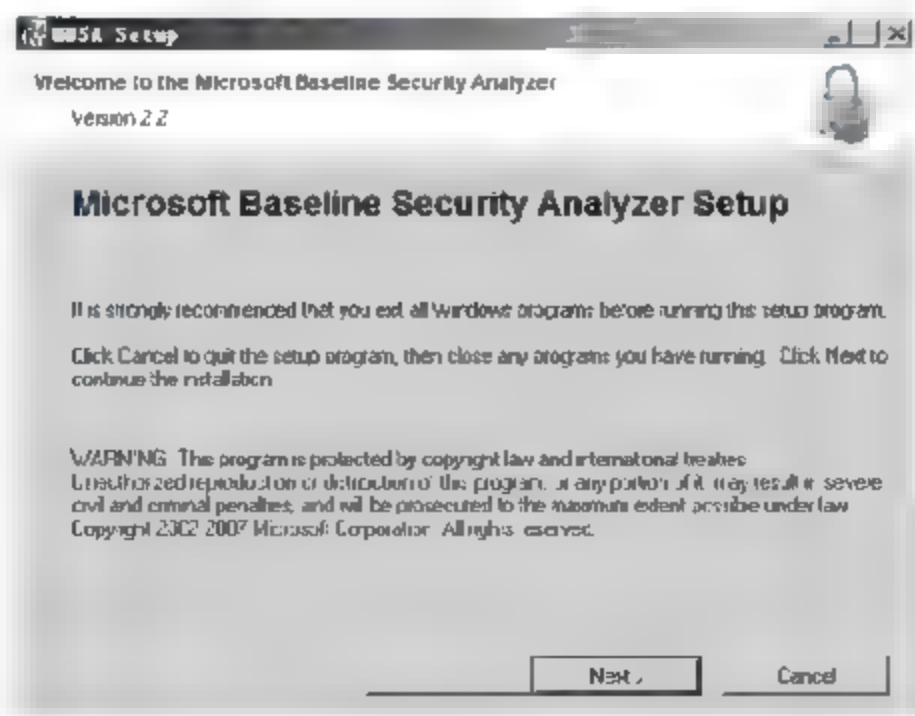 MBSA Setup
Welcome to the Microsoft Baseline Security Analyzer
Version 2.2
Microsoft Baseline Security Analyzer Setup
It is strongly recommended that you exit all Windows programs before running this setup program.
Click Cancel to quit the setup program, then close any programs you have running. Click Next to
continue the installation.
WARNING: This program is protected by copyright law and international treaties.
Unauthorized reproduction or distribution of this program, or any portion of it, may result in severe
civil and criminal penalties, and will be prosecuted to the maximum extent possible under law.
Copyright 2002-2007 Microsoft Corporation. All rights reserved.
Next >
Cancel